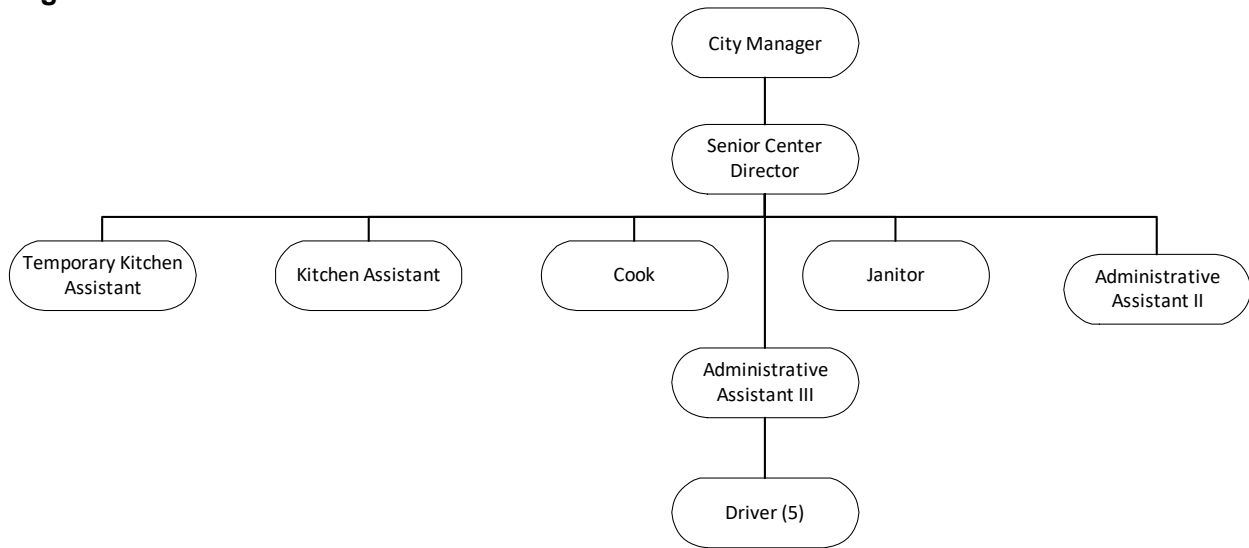 City Manager
Senior Center
Director
Temporary Kitchen
Assistant
Kitchen Assistant
Cook
Janitor
Administrative
Assistant II
Administrative
Assistant III
Driver (5)